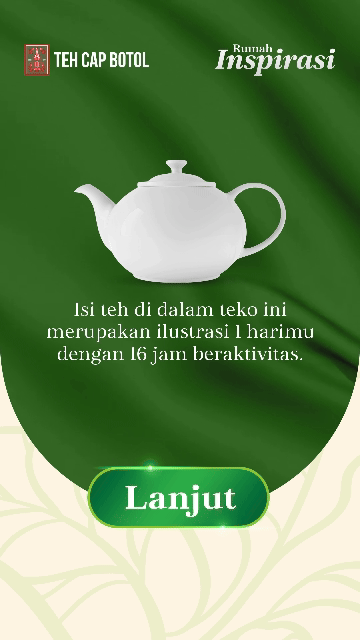 TEH CAP BOTOL
Rumah
Inspirasi
Isi teh di dalam teko ini
merupakan ilustrasi 1 harimu
dengan 16 jam beraktivitas.
Lanjut